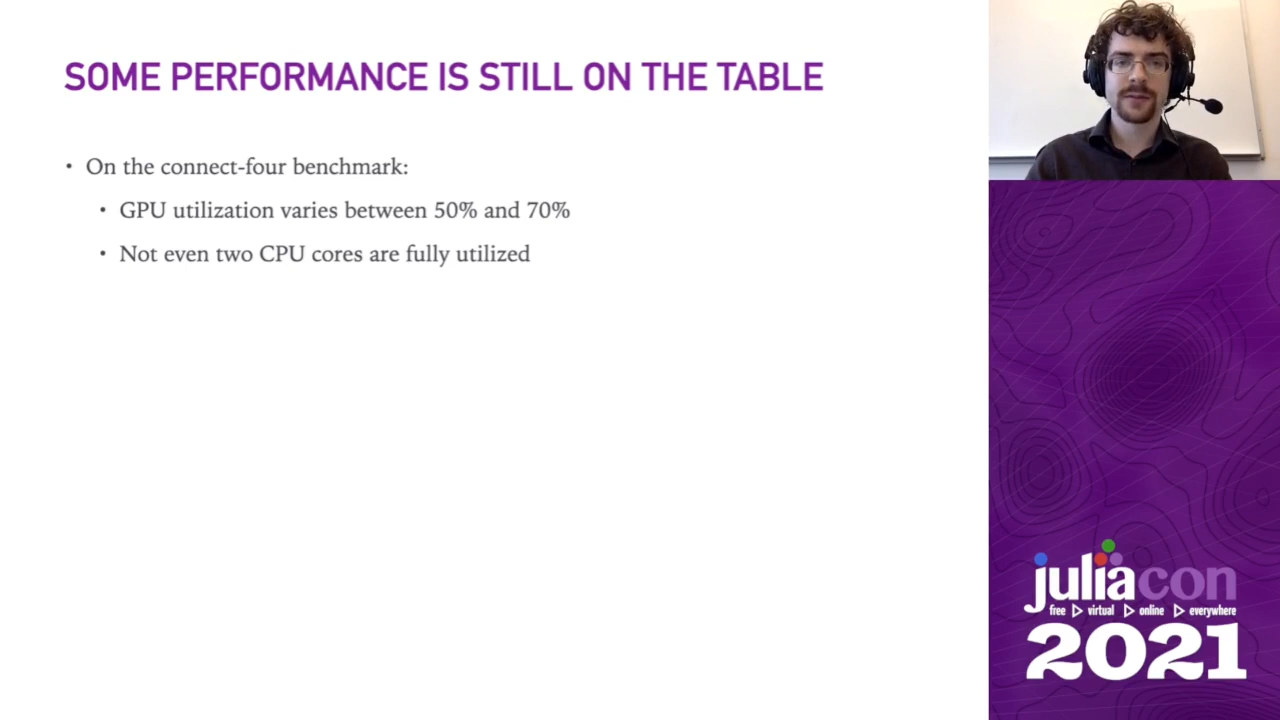 SOME PERFORMANCE IS STILL ON THE TABLE
• On the connect-four benchmark:
• GPU utilization varies between 50% and 70%
• Not even two CPU cores are fully utilized
juliacon
free ▷ virtual ▷ online ▷ everywhere
2021